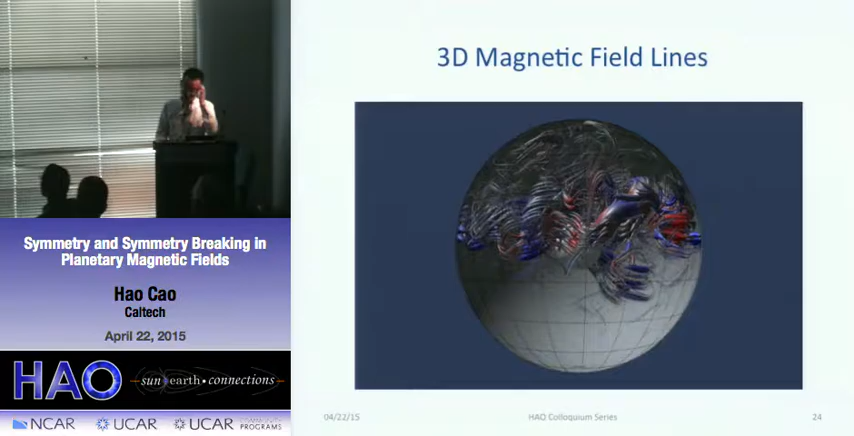 3D Magnetic Field Lines
Symmetry and Symmetry Breaking in
Planetary Magnetic Fields
Hao Cao
Caltech
April 22, 2015
HAO
sun earth • connections
NCAR
UCAR
UCAR
PROGRAMS
04/22/15
HAO Colloquium Series
24